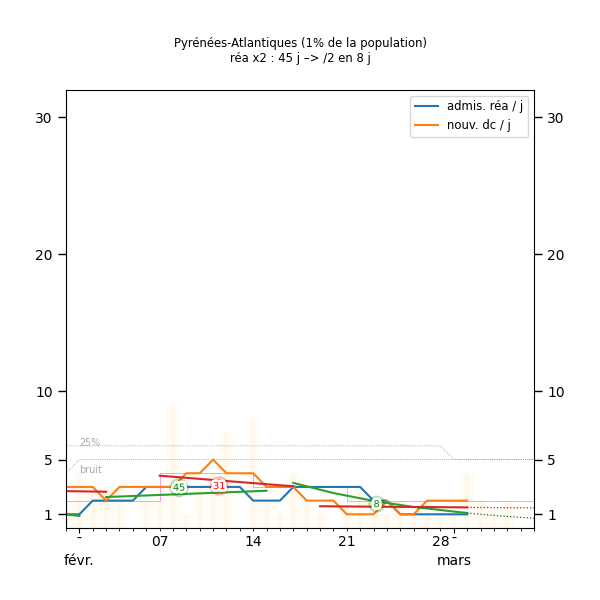 Pyrénées-Atlantiques (1% de la population)
réa x2 : 45 j –> /2 en 8 j
admis. réa / j
nouv. dc / j
30
30
20
20
10
10
25%
5
5
bruit
45
31
8
1
1
07
14
21
28
févr.
mars